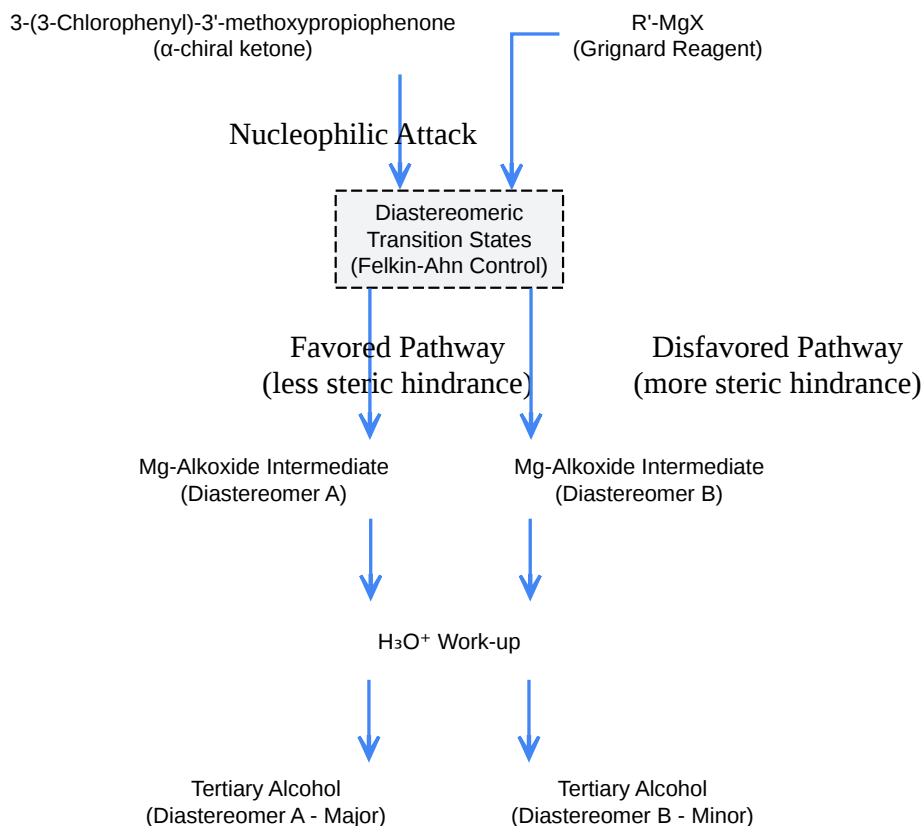 3-(3-Chlorophenyl)-3'-methoxypropiophenone
(α-chiral ketone)
R'-MgX
(Grignard Reagent)
Nucleophilic Attack
Diastereomeric
Transition States
(Felkin-Ahn Control)
Favored Pathway
(less steric hindrance)
Disfavored Pathway
(more steric hindrance)
Mg-Alkoxide Intermediate
(Diastereomer A)
Mg-Alkoxide Intermediate
(Diastereomer B)
H₃O⁺ Work-up
Tertiary Alcohol
(Diastereomer A - Major)
Tertiary Alcohol
(Diastereomer B - Minor)